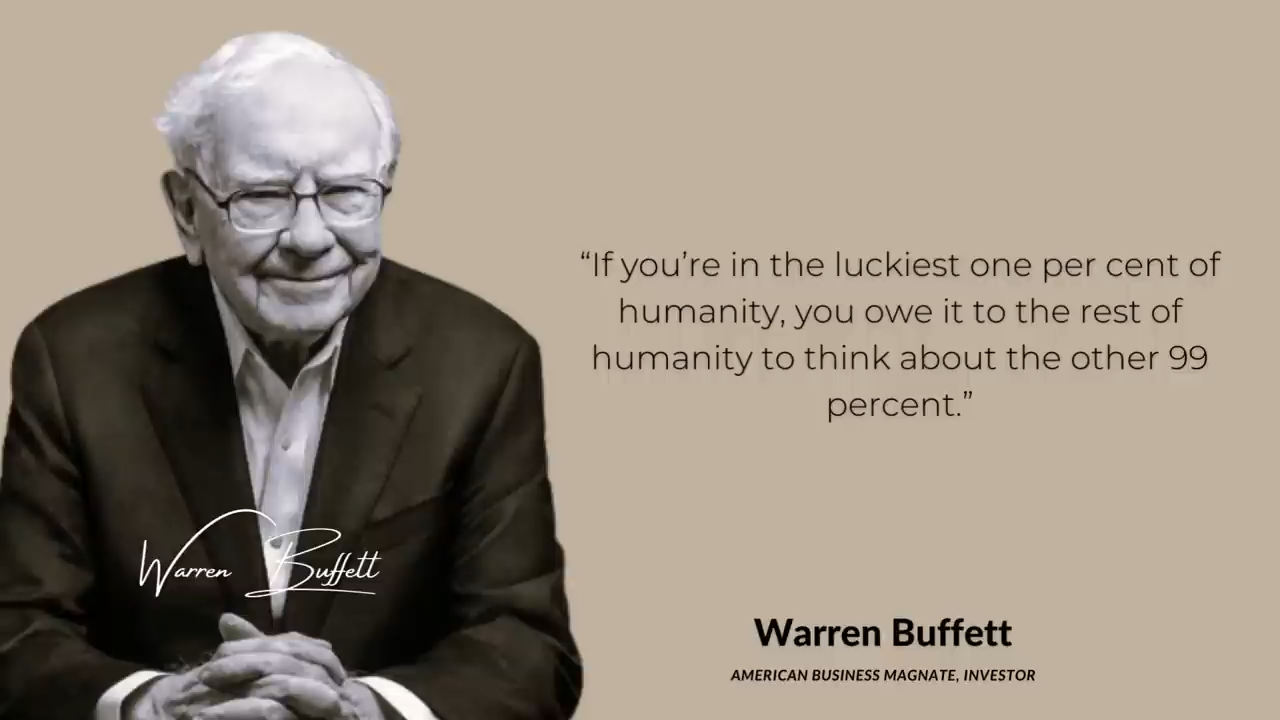 “If you’re in the luckiest one per cent of
humanity, you owe it to the rest of
humanity to think about the other 99
percent.”
Warren Buffett
Warren Buffett
AMERICAN BUSINESS MAGNATE, INVESTOR